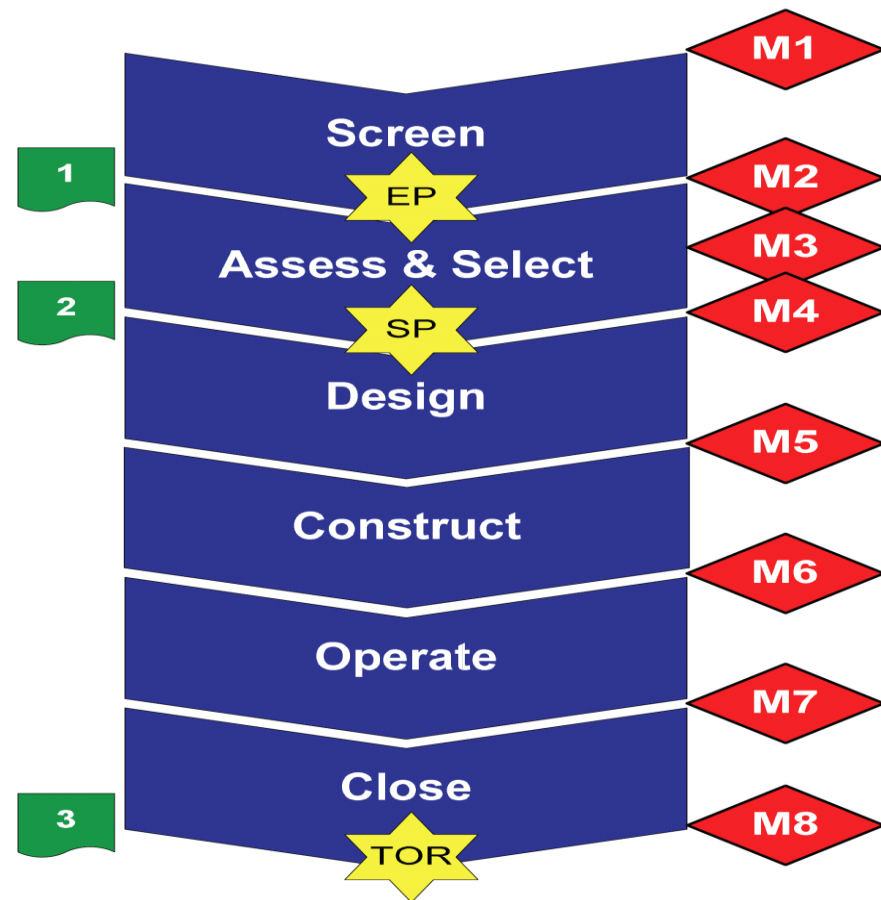 M1
Screen
1
M2
EP
M3
Assess & Select
2
M4
SP
Design
M5
Construct
M6
Operate
M7
Close
3
M8
TOR